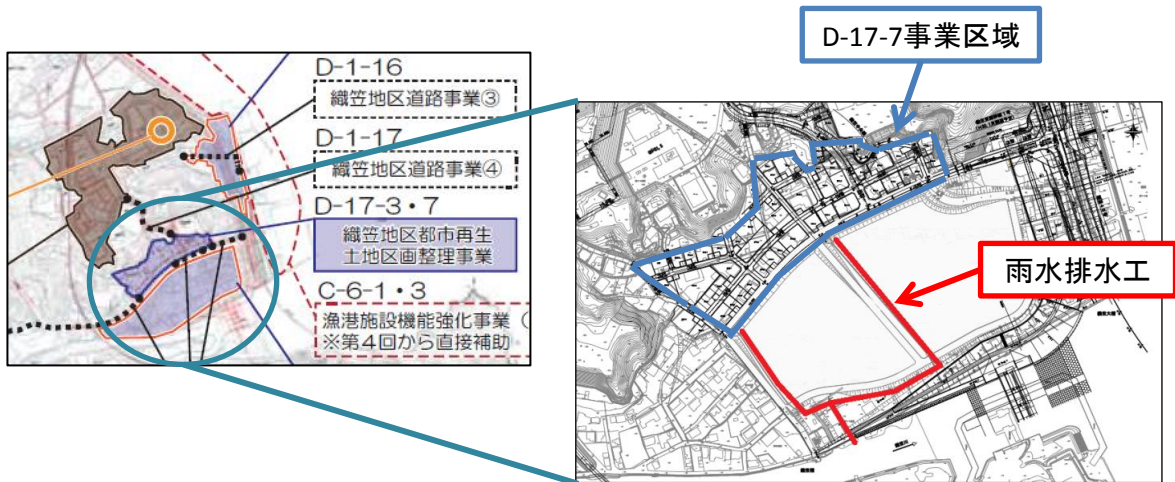 D-17-7事業区域
D-1-16
織笠地区道路事業③
D-1-17
織笠地区道路事業④
D-17-3・7
織笠地区都市再生
土地区画整理事業
C-6-1・3
漁港施設機能強化事業（
※第4回から直接補助
雨水排水工